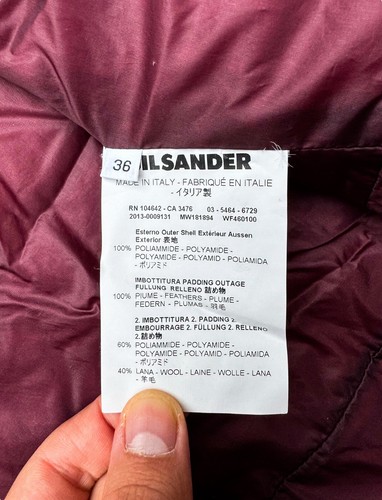 36
JILSANDER
MADE IN ITALY - FABRIQUÉ EN ITALIE
- イタリア製
RN 104642 - CA 3476 03 - 5464 - 6729
2013-0009131 MW181894 WF460100
Esterno Outer Shell Extérieur Aussen
Exterior 表地
100% POLIAMMIDE - POLYAMIDE -
POLYAMIDE - POLYAMID - POLIAMIDA
- ポリアミド
IMBOTTITURA PADDING OUTAGE
FÜLLUNG RELLENO 詰め物
100% PIUME - FEATHERS - PLUME -
FEDERN - PLUMAS - 羽毛
2. IMBOTTITURA 2. PADDING 2.
EMBOURRAGE 2. FÜLLUNG 2. RELLENO
2.詰め物
60% POLIAMMIDE - POLYAMIDE -
POLYAMIDE - POLYAMID - POLIAMIDA
- ポリアミド
40% LANA - WOOL - LAINE - WOLLE - LANA
- 羊毛